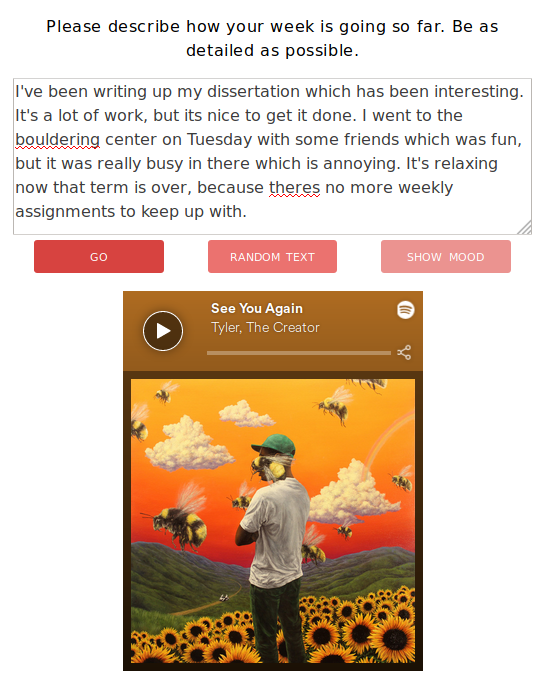 Please describe how your week is going so far. Be as
detailed as possible.
I've been writing up my dissertation which has been interesting.
It's a lot of work, but its nice to get it done. I went to the
bouldering center on Tuesday with some friends which was fun,
but it was really busy in there which is annoying. It's relaxing
now that term is over, because theres no more weekly
assignments to keep up with.
GO
RANDOM TEXT
SHOW MOOD
See You Again
Tyler, The Creator